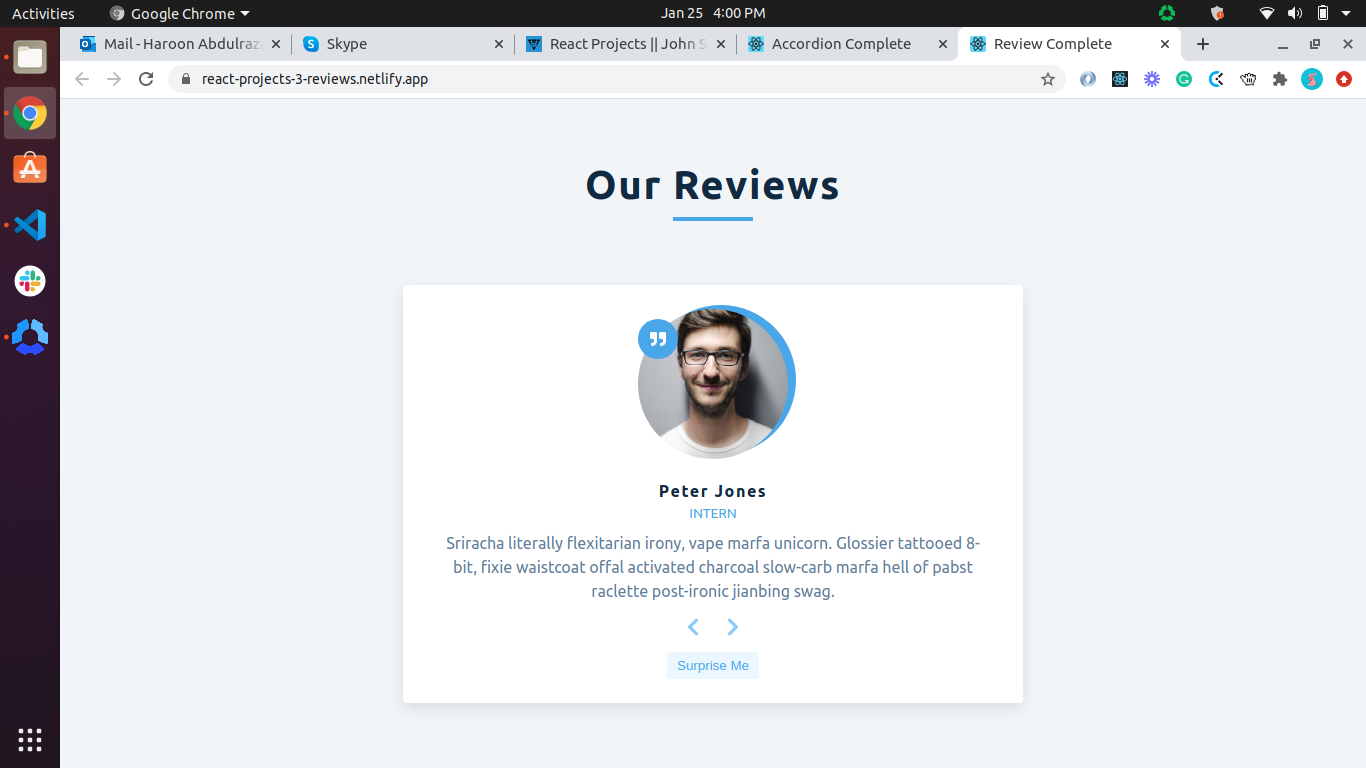 Activities
Google Chrome
Jan 25 4:00 PM
Mail - Haroon Abdulraza
Skype
React Projects || John S
Accordion Complete
Review Complete
react-projects-3-reviews.netlify.app
Our Reviews
Peter Jones
INTERN
Sriracha literally flexitarian irony, vape marfa unicorn. Glossier tattooed 8-
bit, fixie waistcoat offal activated charcoal slow-carb marfa hell of pabst
raclette post-ironic jianbing swag.
Surprise Me